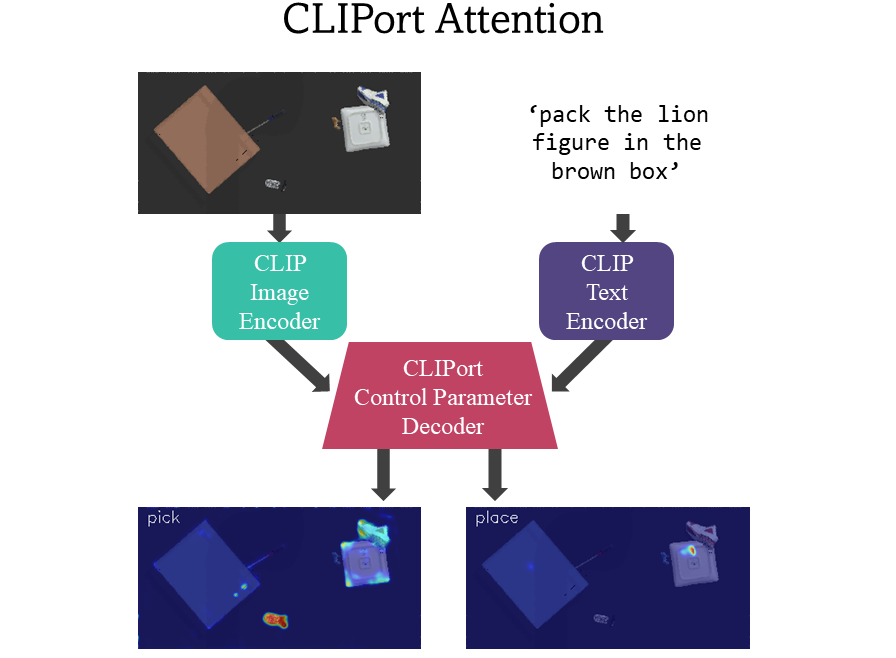 CLIPort Attention
‘pack the lion
figure in the
brown box’
CLIP
Image
Encoder
CLIP
Text
Encoder
CLIPort
Control Parameter
Decoder
pick
place